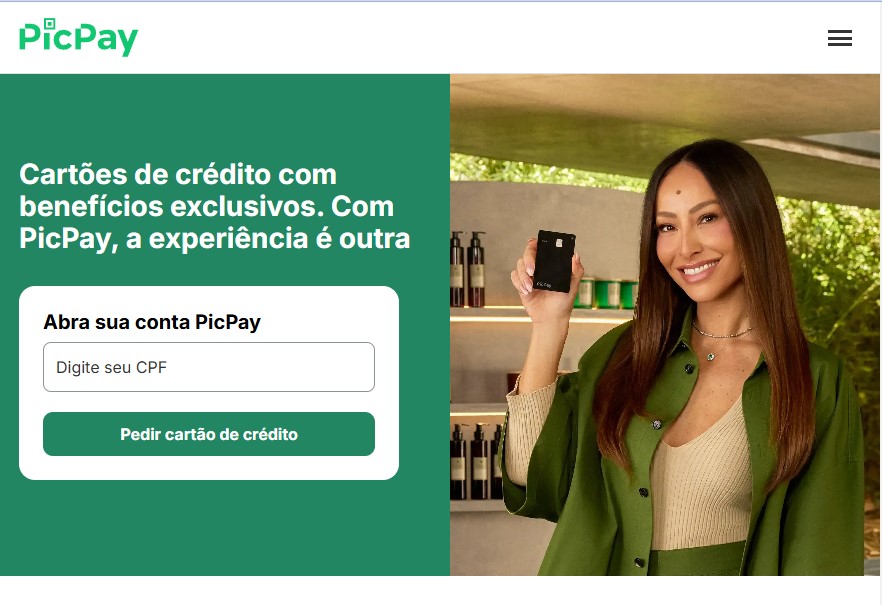 PicPay
Cartões de crédito com
benefícios exclusivos. Com
PicPay, a experiência é outra
Abra sua conta PicPay
Digite seu CPF
Pedir cartão de crédito
PicPay